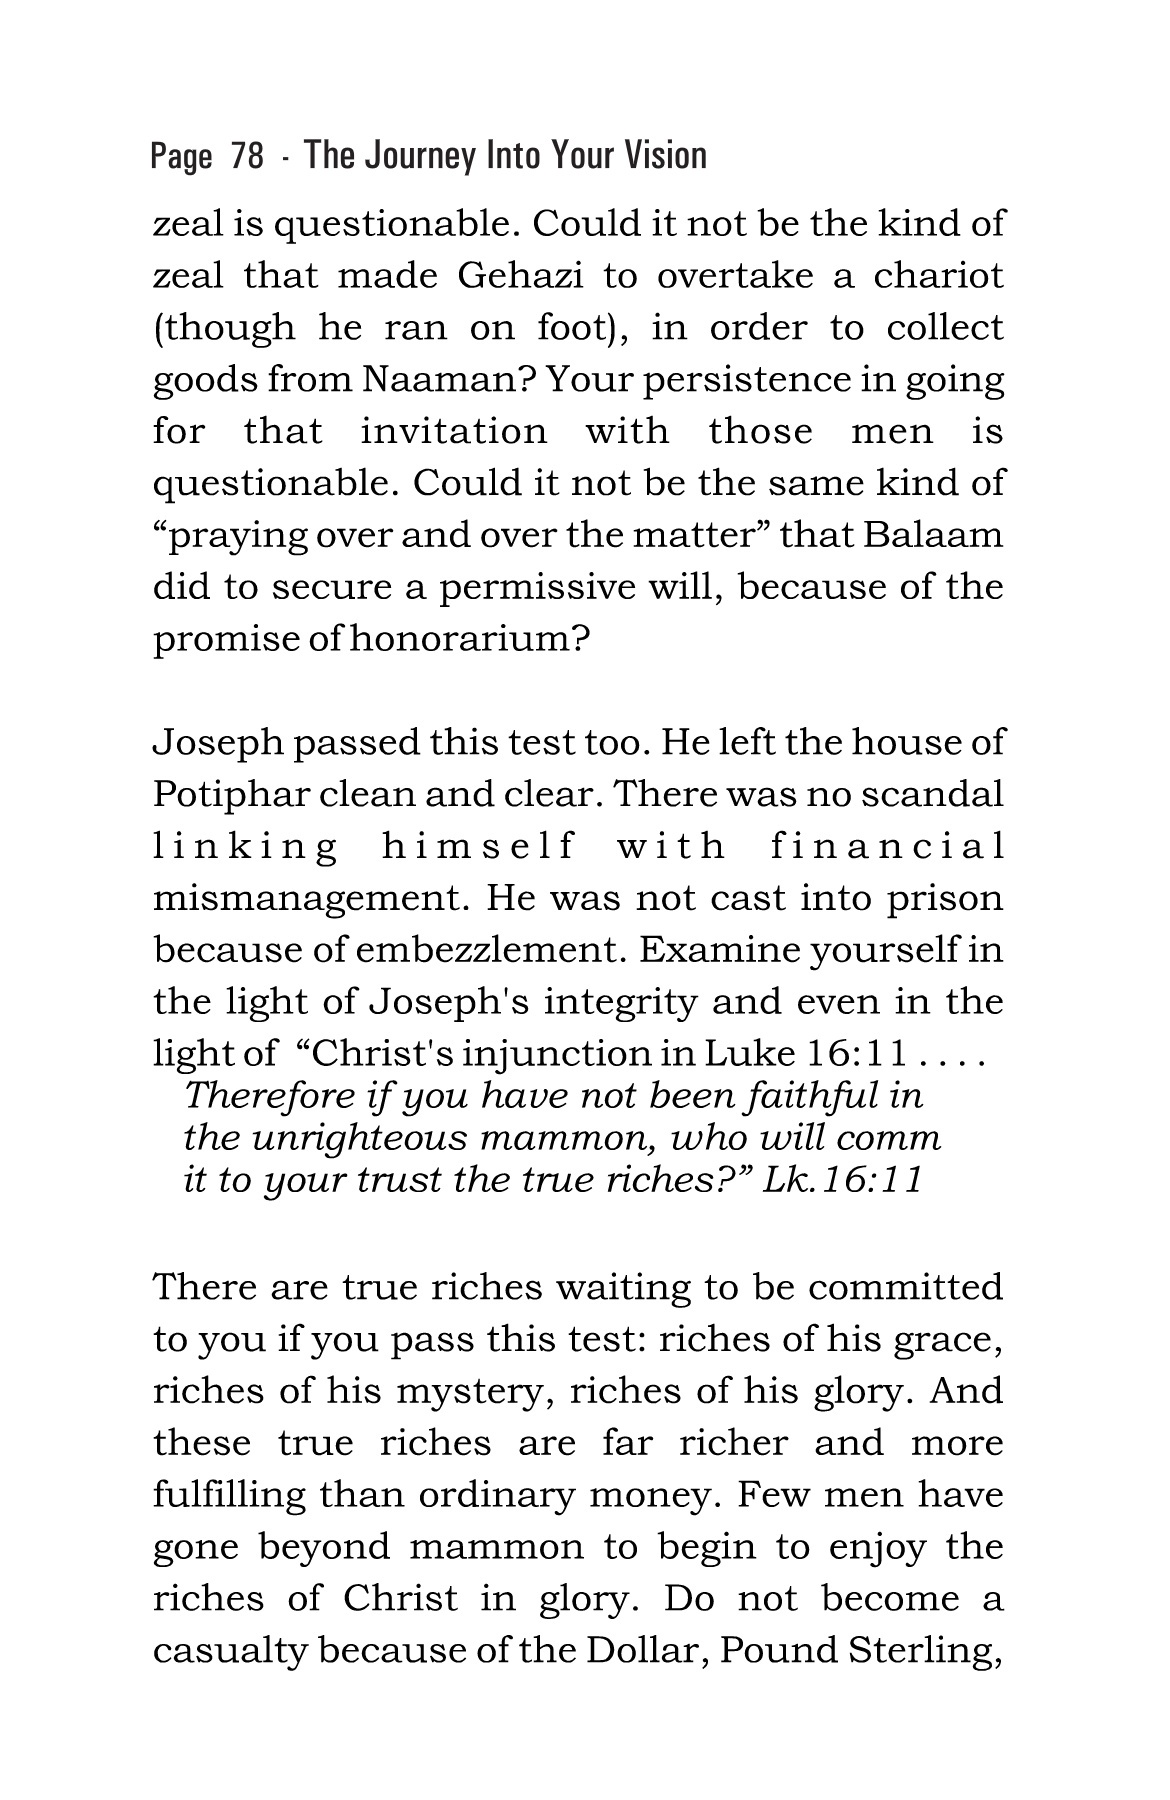 Page 78 - The Journey Into Your Vision
zeal is questionable. Could it not be the kind of
zeal that made Gehazi to overtake a chariot
(though he ran on foot), in order to collect
goods from Naaman? Your persistence in going
for that invitation with those men is
questionable. Could it not be the same kind of
“praying over and over the matter” that Balaam
did to secure a permissive will, because of the
promise of honorarium?
Joseph passed this test too. He left the house of
Potiphar clean and clear. There was no scandal
linking himself with financial
mismanagement. He was not cast into prison
because of embezzlement. Examine yourself in
the light of Joseph's integrity and even in the
light of “Christ's injunction in Luke 16:11 . . . .
Therefore if you have not been faithful in
the unrighteous mammon, who will comm
it to your trust the true riches?” Lk.16:11
There are true riches waiting to be committed
to you if you pass this test: riches of his grace,
riches of his mystery, riches of his glory. And
these true riches are far richer and more
fulfilling than ordinary money. Few men have
gone beyond mammon to begin to enjoy the
riches of Christ in glory. Do not become a
casualty because of the Dollar, Pound Sterling,